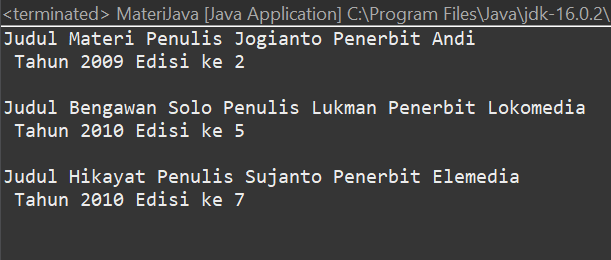 <terminated> MateriJava [Java Application] C:\Program Files\Java\jdk-16.0.2\
Judul Materi Penulis Jogianto Penerbit Andi
Tahun 2009 Edisi ke 2
Judul Bengawan Solo Penulis Lukman Penerbit Lokomedia
Tahun 2010 Edisi ke 5
Judul Hikayat Penulis Sujanto Penerbit Elemedia
Tahun 2010 Edisi ke 7